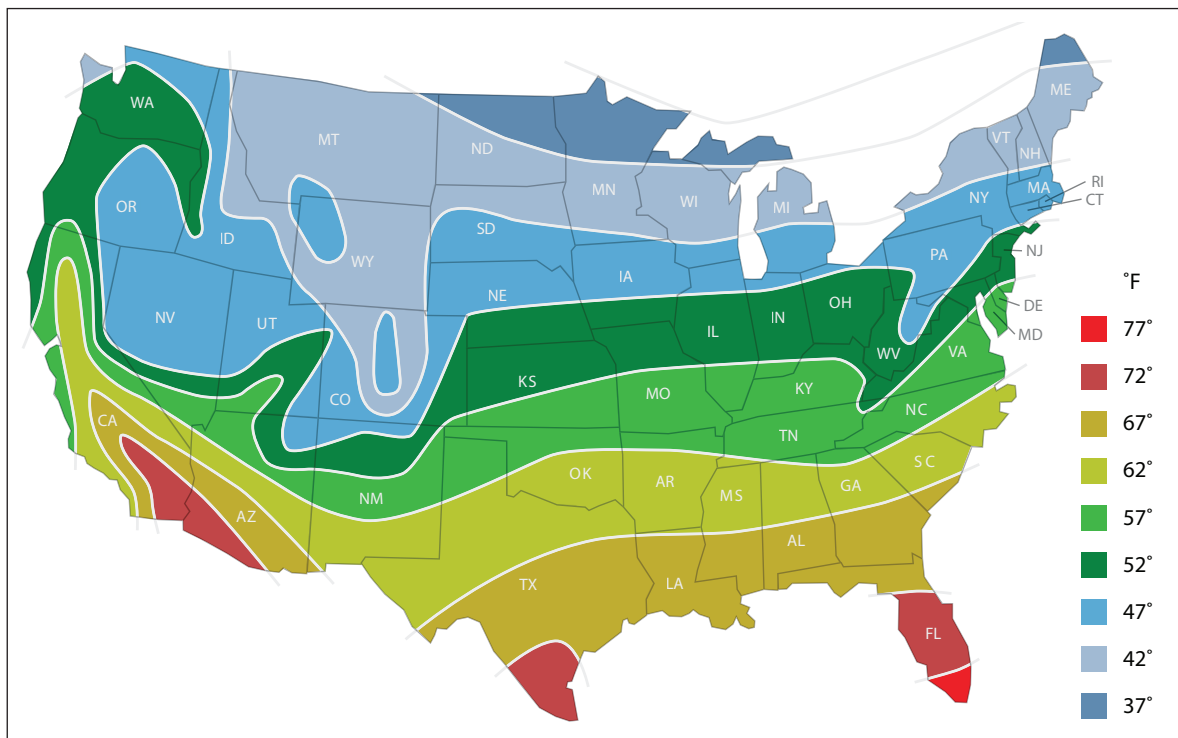 WA
MT
ND
ME
VT
NH
MN
WI
MI
NY
MA
RI
CT
OR
ID
SD
WY
IA
NE
PA
NJ
NV
UT
IL
IN
OH
WV
DE
MD
VA
CO
KS
MO
KY
NC
TN
CA
NM
OK
AR
MS
GA
SC
AZ
AL
TX
LA
FL
˚F
77˚
72˚
67˚
62˚
57˚
52˚
47˚
42˚
37˚